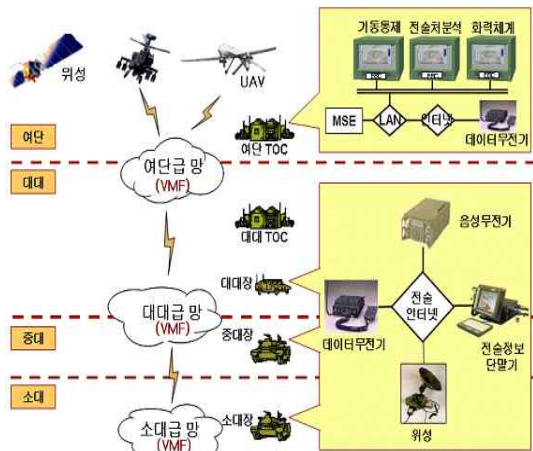 기동통제 전술처분석 화력체계
위성
UAV
MSE
LAN
인터넷
데이터무전기
여단
여단 TOC
여단급 망
(VMF)
대대
대대 TOC
음성무전기
대대장
전술
인터넷
대대급 망
(VMF)
데이터무전기
전술정보
단말기
중대
중대장
소대
소대장
위성
소대급 망
(VMF)